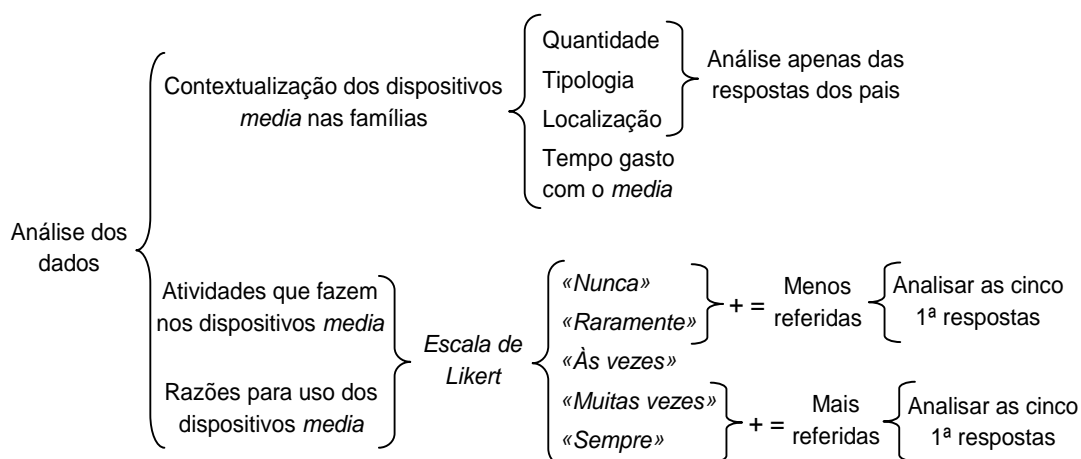 Análise dos
dados
Contextualização dos dispositivos
media nas famílias
Quantidade
Tipologia
Localização
Tempo gasto
com o media
Análise apenas das
respostas dos pais
Atividades que fazem
nos dispositivos media
Razões para uso dos
dispositivos media
Escala de
Likert
«Nunca»
«Raramente»
«Às vezes»
«Muitas vezes»
«Sempre»
+ =
Menos
referidas
Analisar as cinco
1ª respostas
+ =
Mais
referidas
Analisar as cinco
1ª respostas